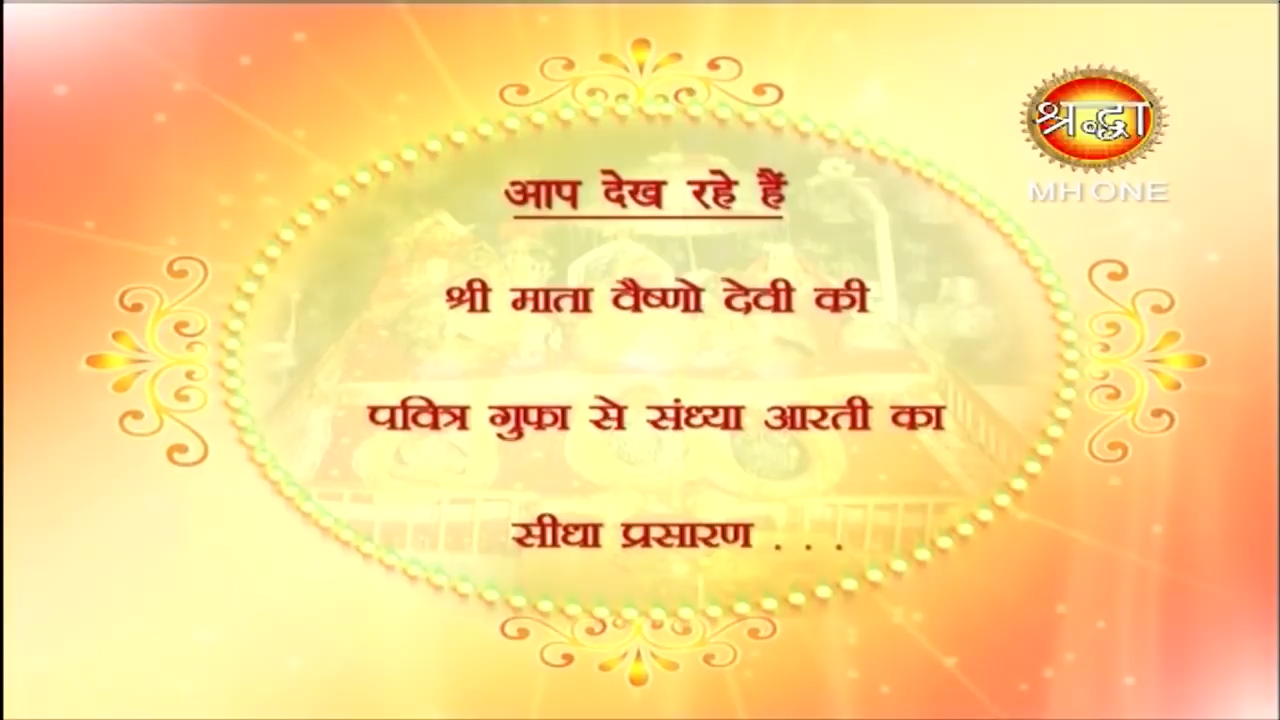 श्रद्धा
MH ONE
आप देख रहे हैं
श्री माता वैष्णो देवी की
पवित्र गुफा से संध्या आरती का
सीधा प्रसारण . . .